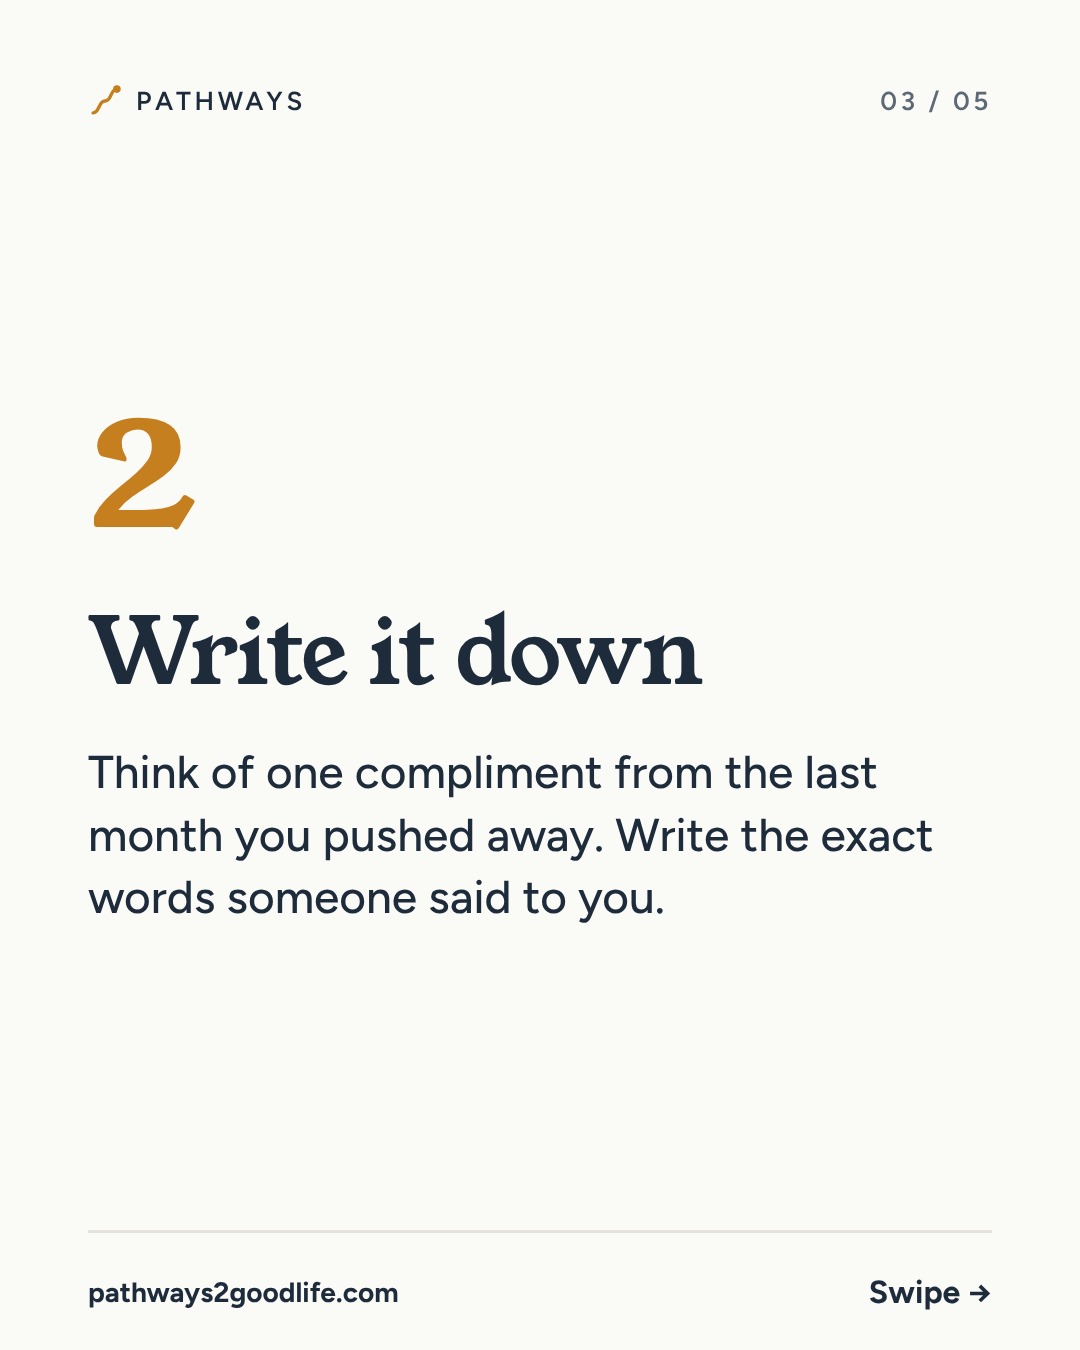 PATHWAYS
03 / 05
2
Write it down
Think of one compliment from the last
month you pushed away. Write the exact
words someone said to you.
pathways2goodlife.com
Swipe →